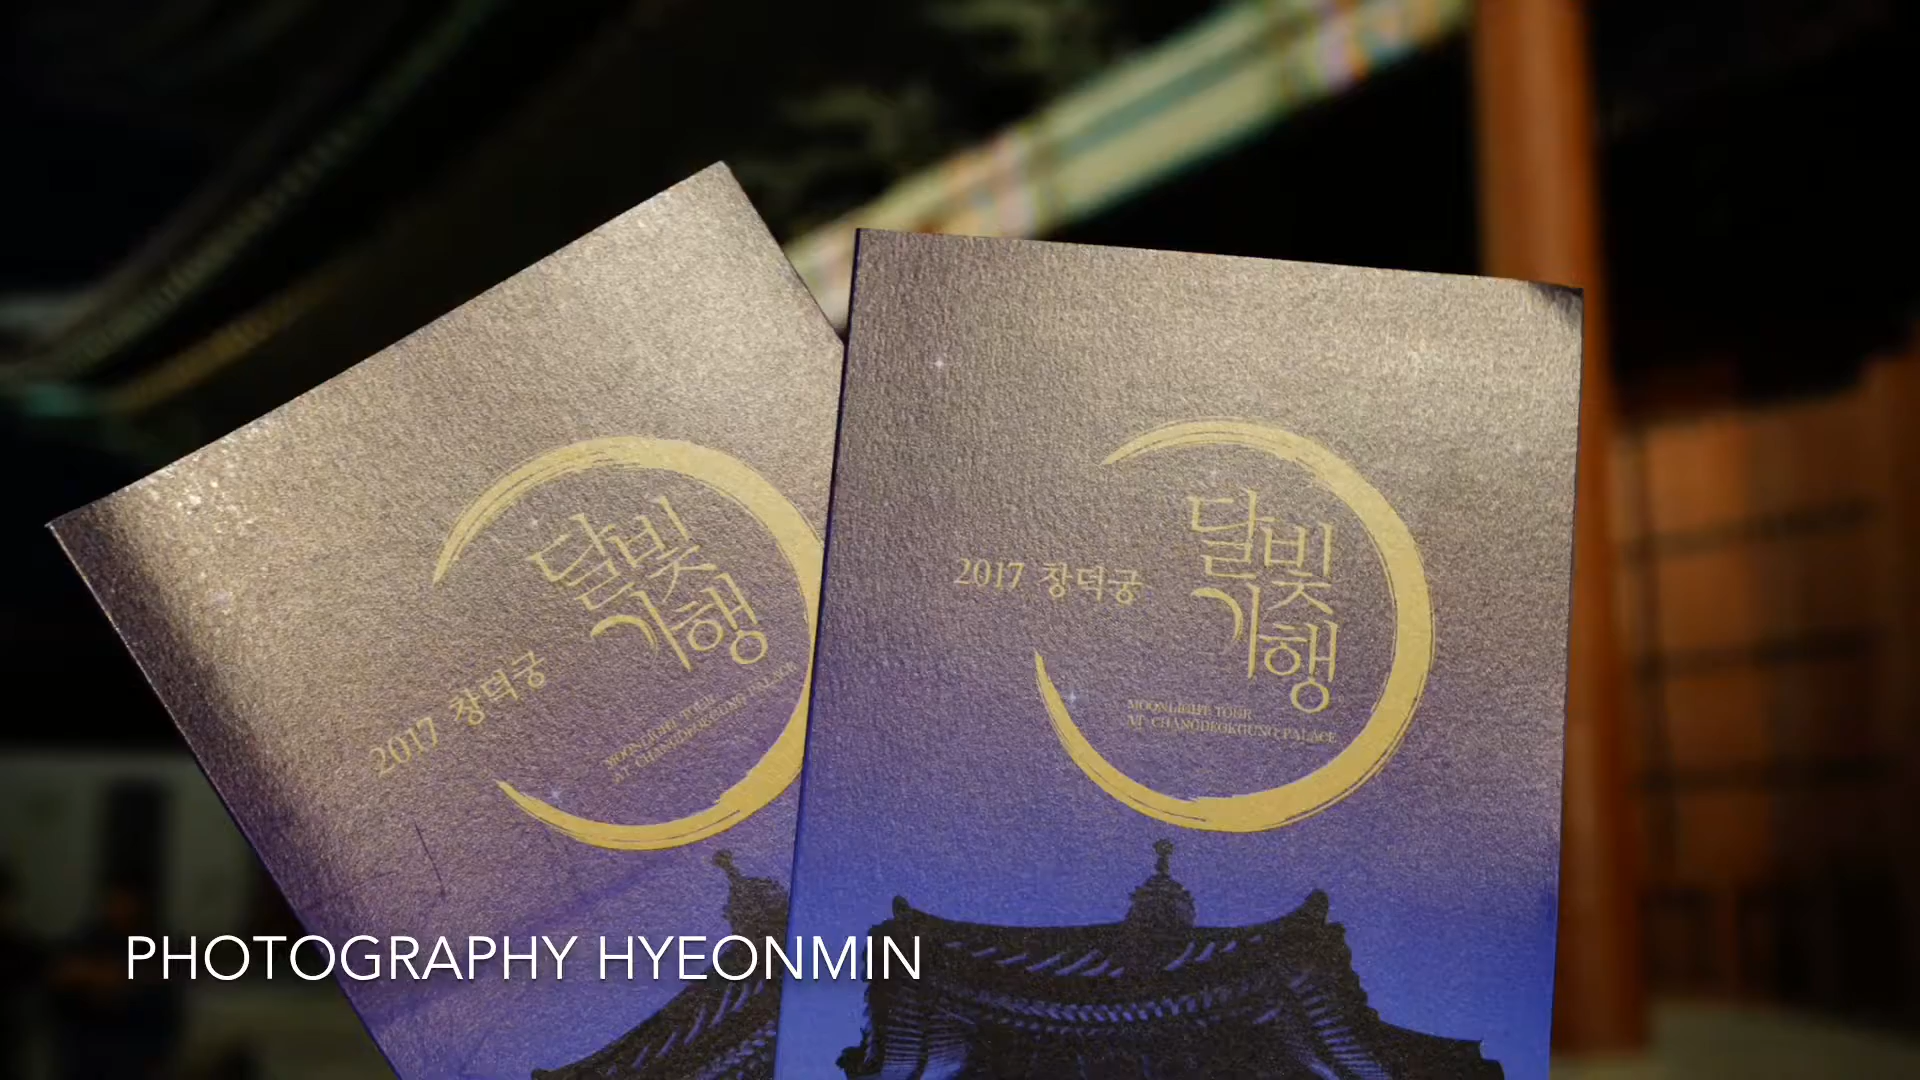 달빛
기행
2017 창덕궁
MOONLIGHT TOUR
AT CHANGDEOKGUNG PALACE
2017 창덕궁
달빛
기행
MOONLIGHT TOUR
AT CHANGDEOKGUNG PALACE
PHOTOGRAPHY HYEONMIN